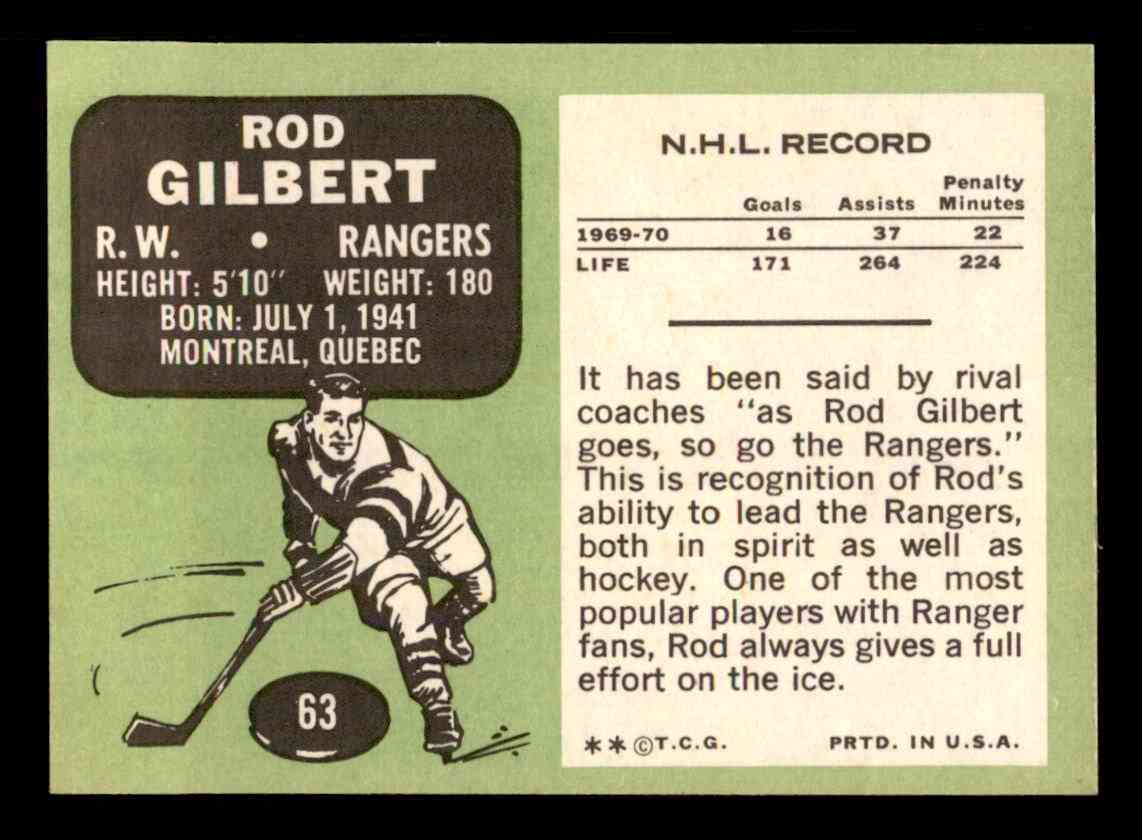 ROD
GILBERT
R. W. • RANGERS
HEIGHT: 5'10" WEIGHT: 180
BORN: JULY 1, 1941
MONTREAL, QUEBEC
63
N.H.L. RECORD
Goals Assists Penalty Minutes
1969-70 16 37 22
LIFE 171 264 224
It has been said by rival
coaches "as Rod Gilbert
goes, so go the Rangers."
This is recognition of Rod's
ability to lead the Rangers,
both in spirit as well as
hockey. One of the most
popular players with Ranger
fans, Rod always gives a full
effort on the ice.
**©T.C.G. PRTD. IN U.S.A.